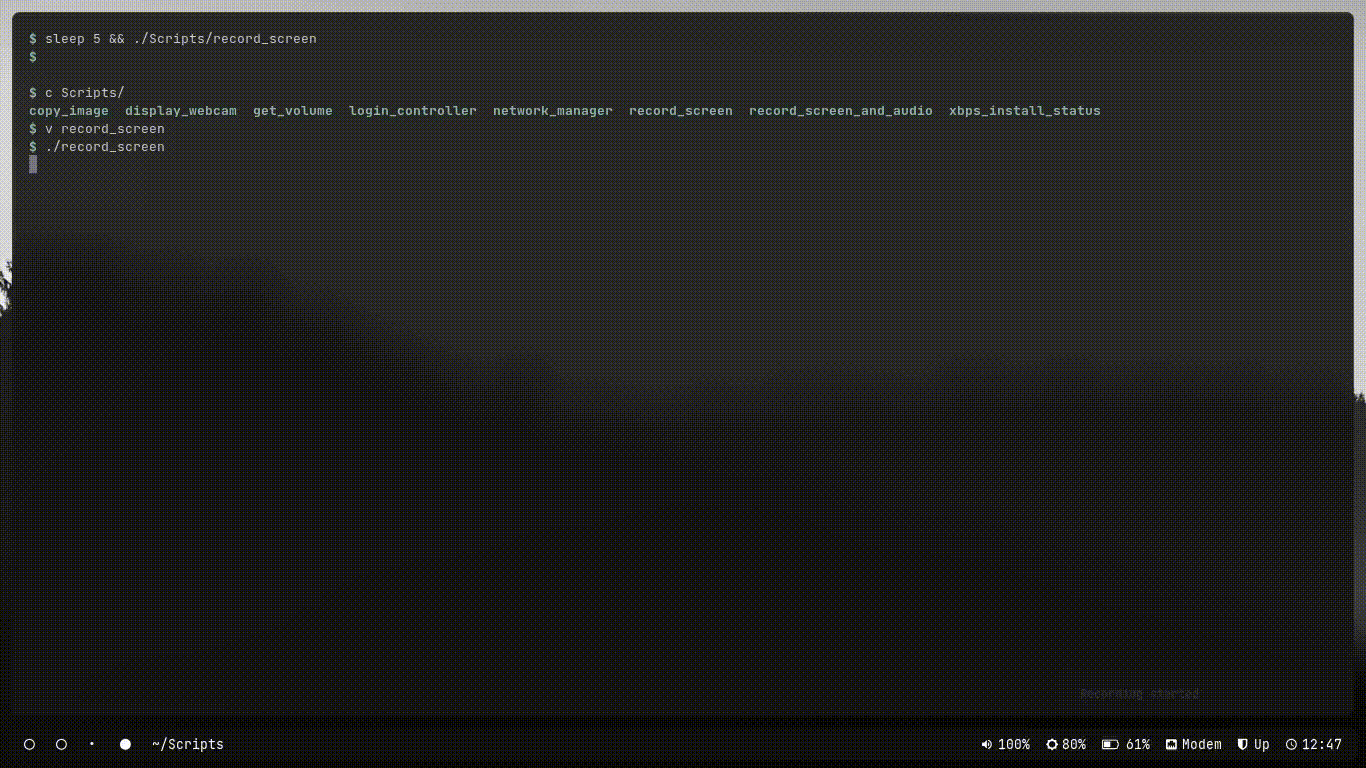 $ sleep 5 && ./Scripts/record_screen
$
$ c Scripts/
copy_image  display_webcam  get_volume  login_controller  network_manager  record_screen  record_screen_and_audio  xbps_install_status
$ v record_screen
$ ./record_screen
Recording started
~/Scripts 100% 80% 61% Modem Up 12:47